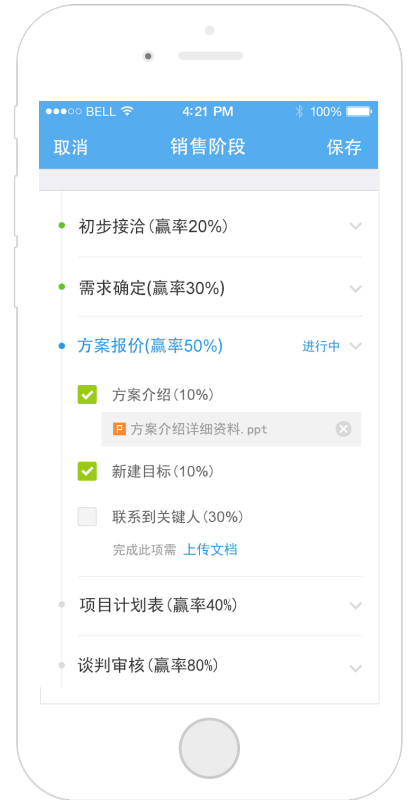 BELL 4:21 PM 100%
取消 销售阶段 保存
初步接洽(赢率20%)
需求确定(赢率30%)
方案报价(赢率50%) 进行中
方案介绍(10%)
P 方案介绍详细资料.ppt
新建目标(10%)
联系到关键人(30%)
完成此项需 上传文档
项目计划表(赢率40%)
谈判审核(赢率80%)